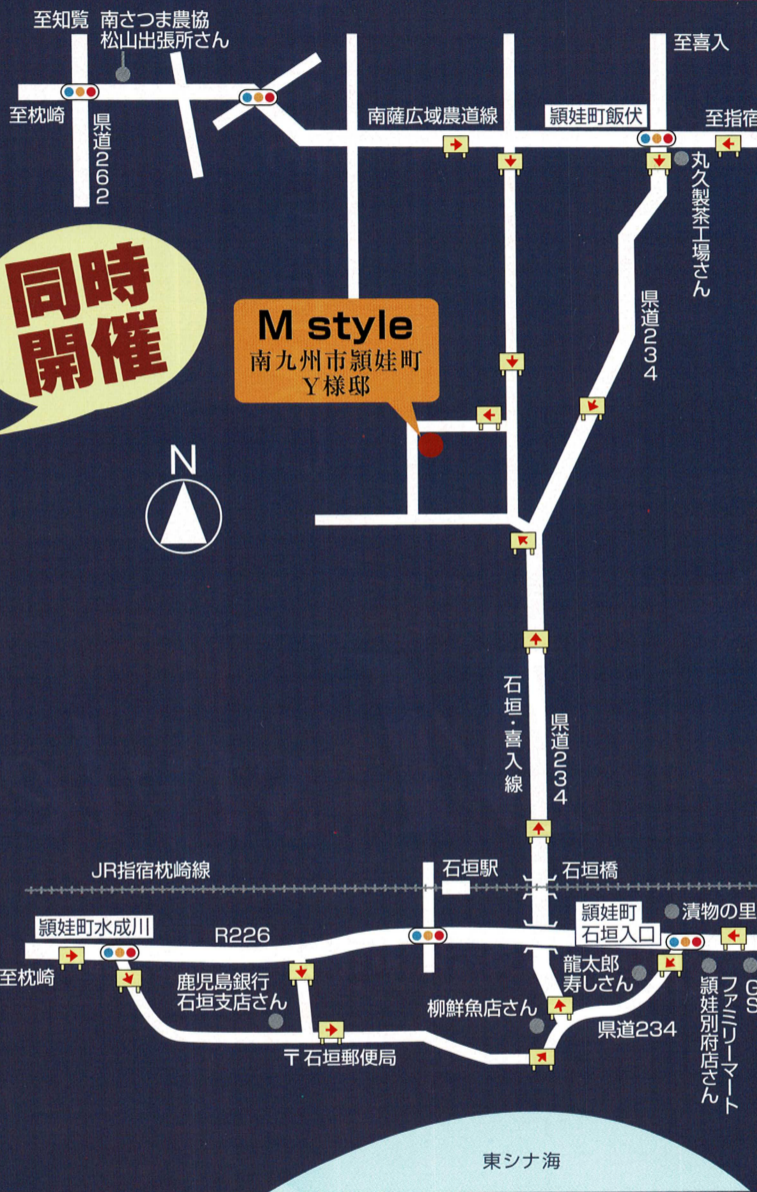 至知覧
南さつま農協
松山出張所さん
至喜入
至枕崎
県道262
南薩広域農道線
頴娃町飯伏
至指宿
丸久製茶工場さん
同時
開催
県道234
M style
南九州市頴娃町
Y様邸
N
石垣・喜入線
県道234
JR指宿枕崎線
石垣駅
石垣橋
頴娃町水成川
R226
頴娃町
石垣入口
漬物の里
至枕崎
鹿児島銀行
石垣支店さん
龍太郎
寿しさん
柳鮮魚店さん
県道234
GS
ファミリーマート
頴娃別府店さん
〒石垣郵便局
東シナ海